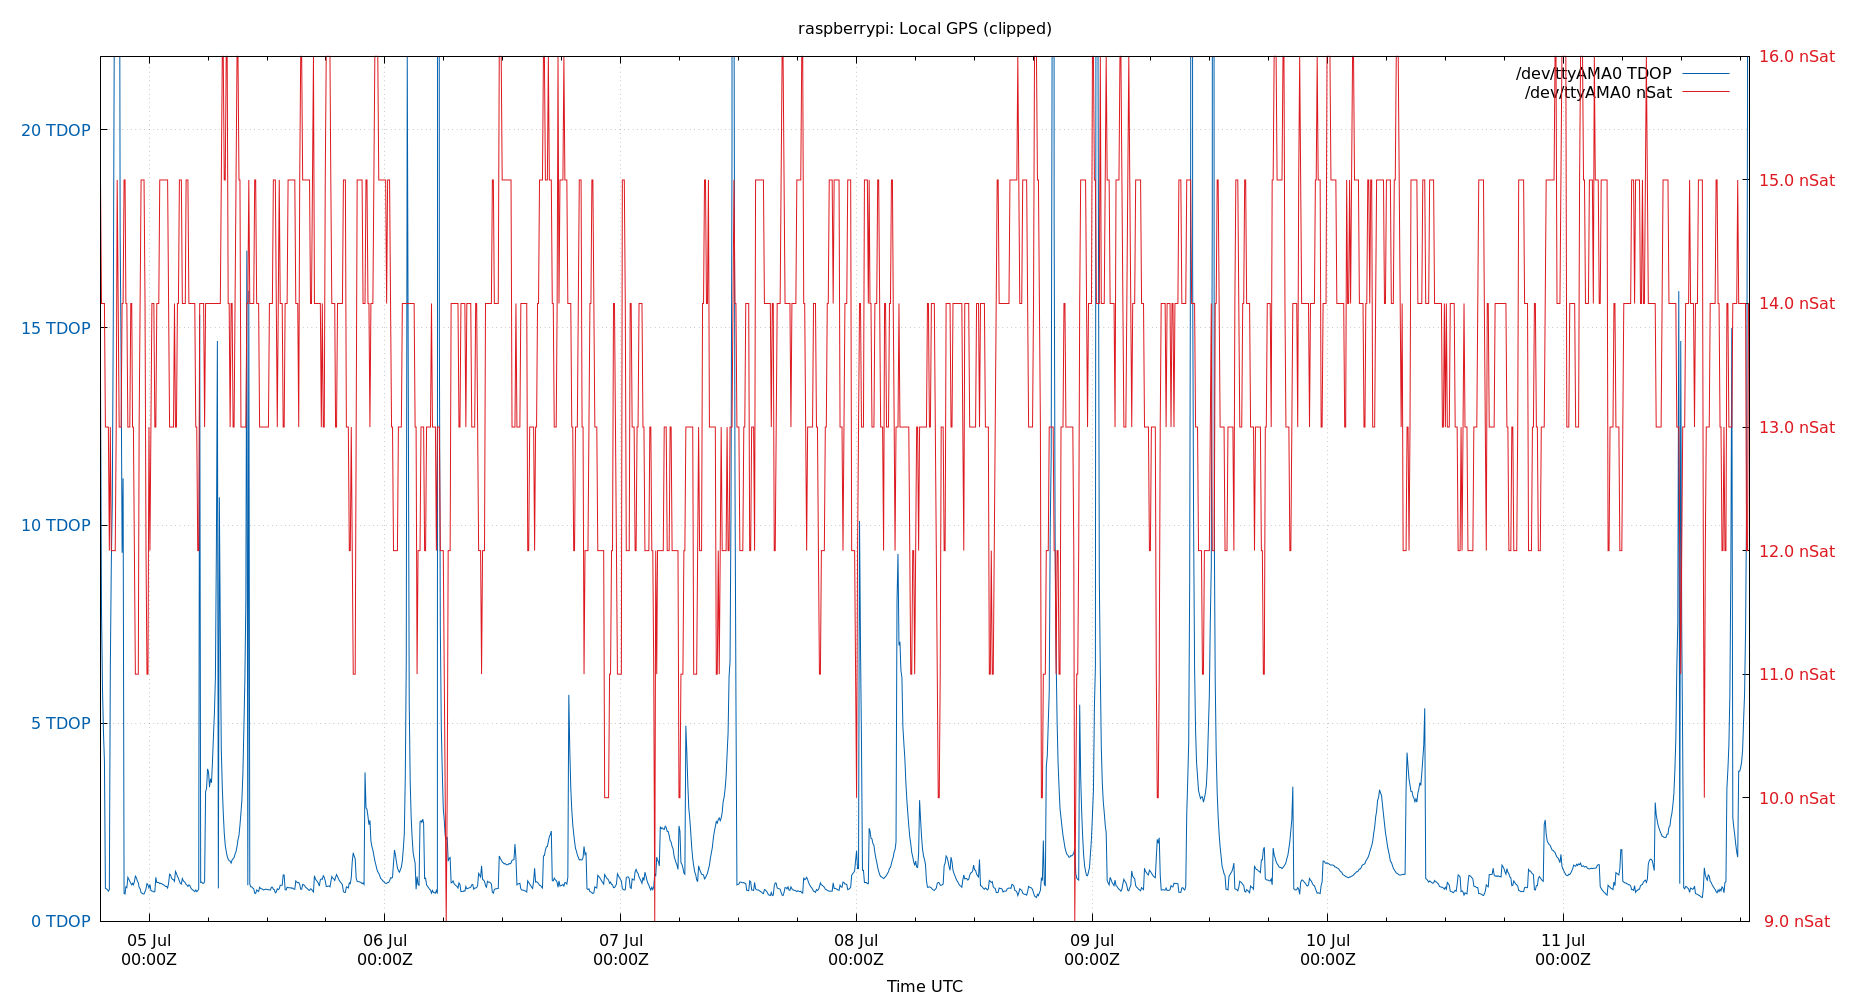 raspberrypi: Local GPS (clipped)
/dev/ttyAMA0 TDOP
/dev/ttyAMA0 nSat
20 TDOP
15 TDOP
10 TDOP
5 TDOP
0 TDOP
16.0 nSat
15.0 nSat
14.0 nSat
13.0 nSat
12.0 nSat
11.0 nSat
10.0 nSat
9.0 nSat
05 Jul
00:00Z
06 Jul
00:00Z
07 Jul
00:00Z
08 Jul
00:00Z
09 Jul
00:00Z
10 Jul
00:00Z
11 Jul
00:00Z
Time UTC